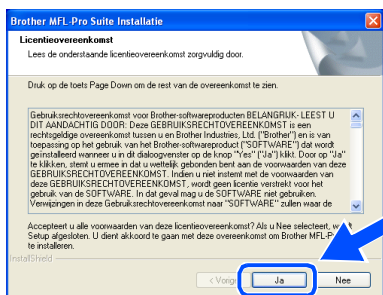 Brother MFL-Pro Suite Installatie
Licentieovereenkomst
Lees de onderstaande licentieovereenkomst zorgvuldig door.
Druk op de toets Page Down om de rest van de overeenkomst te zien.
Gebruiksrechtovereenkomst voor Brother-softwareproducten BELANGRIJK- LEEST U
DIT AANDACHTIG DOOR: Deze GEBRUIKSRECHTOVEREENKOMST is een
rechtsgeldige overeenkomst tussen u en Brother Industries, Ltd. ("Brother") en is van
toepassing op het gebruik van het Brother-softwareproduct ("SOFTWARE") dat wordt
geïnstalleerd wanneer u in dit dialoogvenster op de knop "Yes" ("Ja") klikt. Door op "Ja"
te klikken, stemt u ermee in dat u wettelijk gebonden bent aan de voorwaarden van deze
GEBRUIKSRECHTOVEREENKOMST. Indien u niet instemt met de voorwaarden van
deze GEBRUIKSRECHTOVEREENKOMST, wordt geen licentie verstrekt voor het
gebruik van de SOFTWARE. In dat geval mag u de SOFTWARE niet gebruiken.
Verwijzingen in deze Gebruiksrechtovereenkomst naar "SOFTWARE" zullen waar de
Accepteert u alle voorwaarden van deze licentieovereenkomst? Als u Nee selecteert,
Setup afgesloten. U dient akkoord te gaan met deze overeenkomst om Brother MFL-P
te installeren.
InstallShield
< Vorig
Ja
Nee